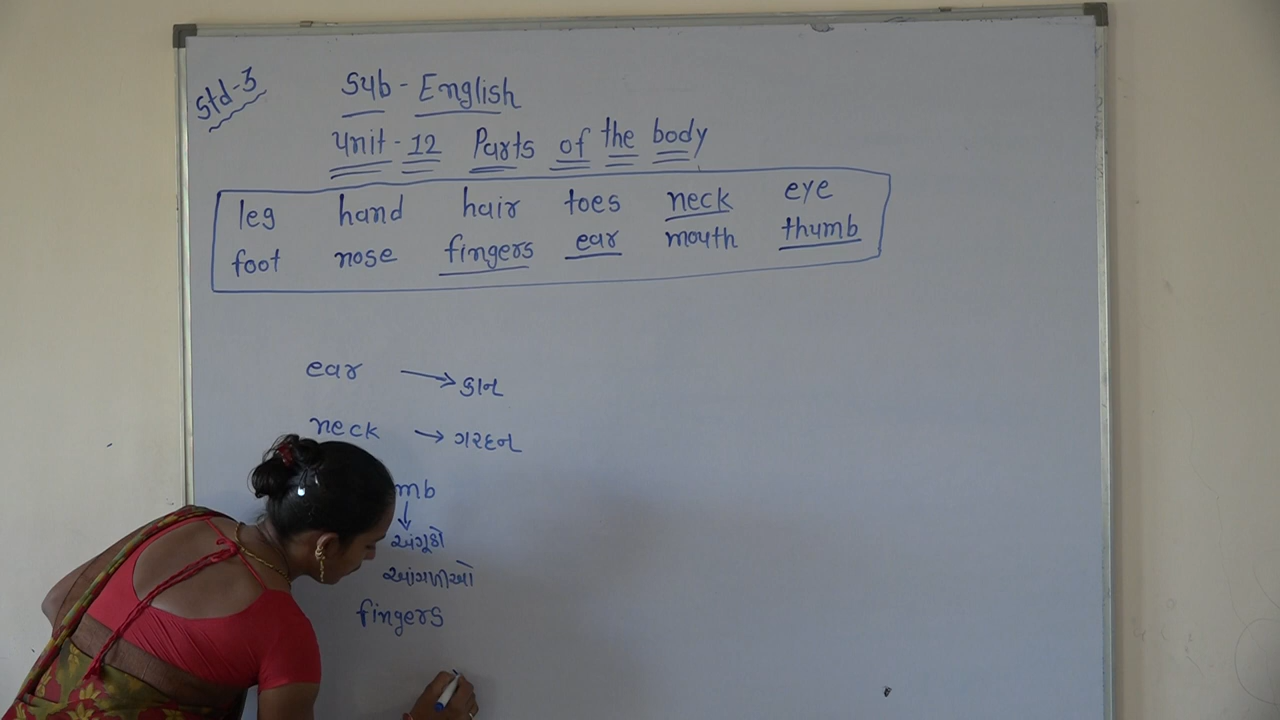 Std-3
Sub - English
Unit - 12 Parts of the body
leg hand hair toes neck eye
foot nose fingers ear mouth thumb
ear → કાન
neck → ગરદન
mb
↓
અંગૂઠો
આંગળીઓ
fingers